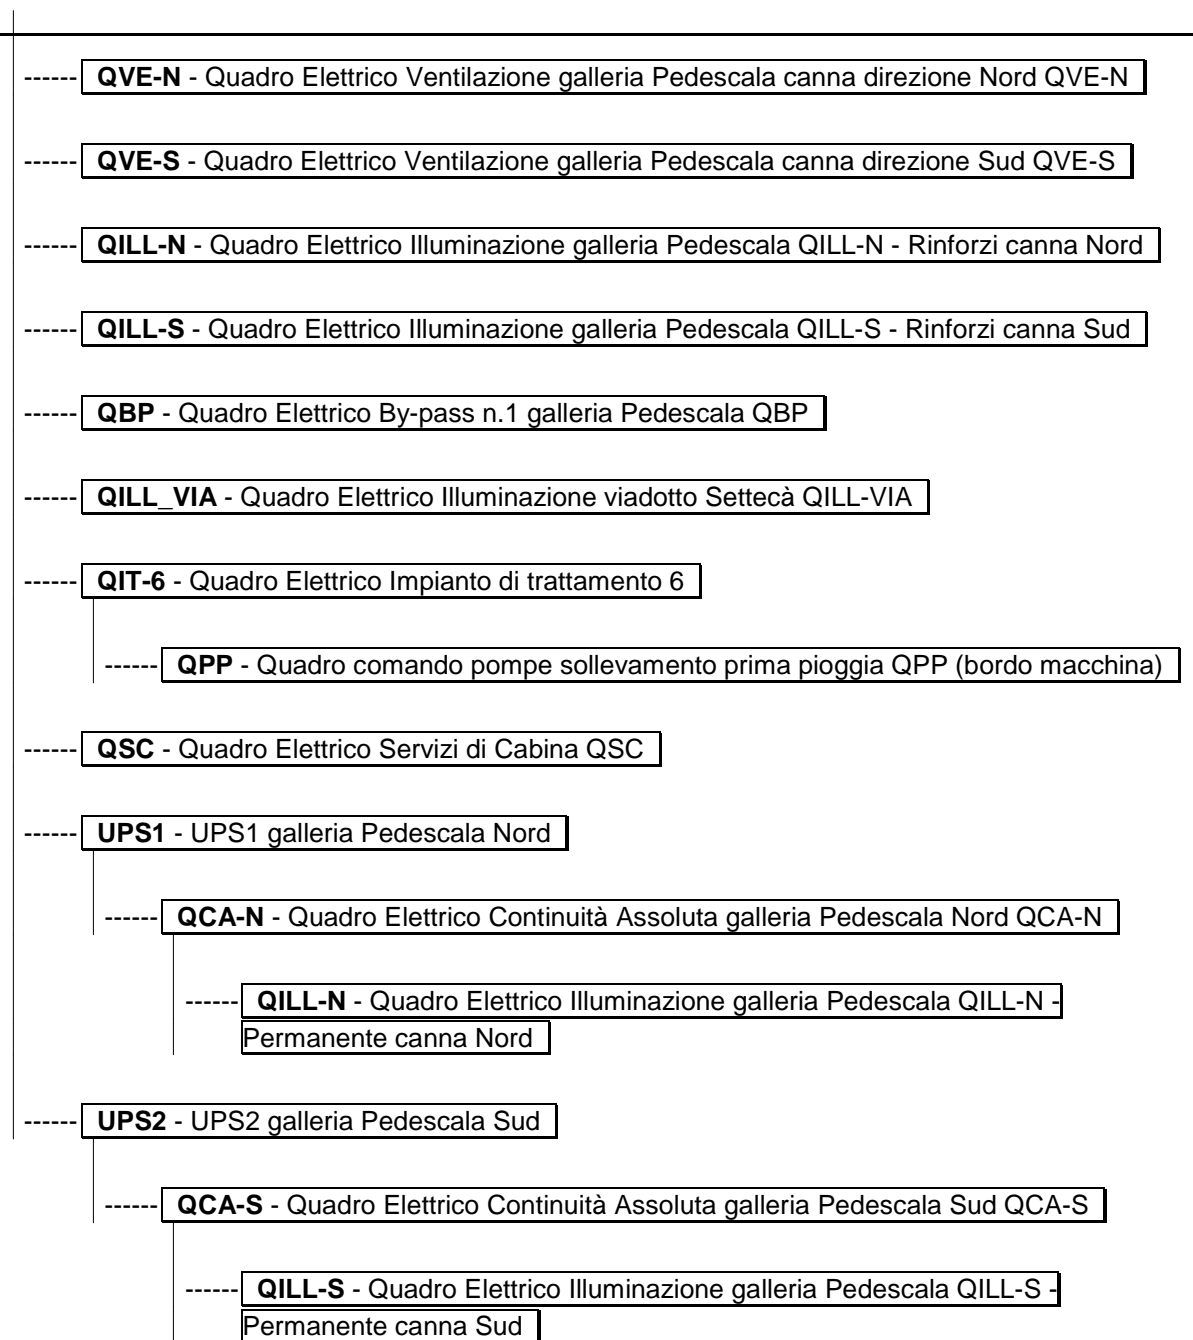 ------ QVE-N - Quadro Elettrico Ventilazione galleria Pedescala canna direzione Nord QVE-N
------ QVE-S - Quadro Elettrico Ventilazione galleria Pedescala canna direzione Sud QVE-S
------ QILL-N - Quadro Elettrico Illuminazione galleria Pedescala QILL-N - Rinforzi canna Nord
------ QILL-S - Quadro Elettrico Illuminazione galleria Pedescala QILL-S - Rinforzi canna Sud
------ QBP - Quadro Elettrico By-pass n.1 galleria Pedescala QBP
------ QILL_VIA - Quadro Elettrico Illuminazione viadotto Settecà QILL-VIA
------ QIT-6 - Quadro Elettrico Impianto di trattamento 6
------ QPP - Quadro comando pompe sollevamento prima pioggia QPP (bordo macchina)
------ QSC - Quadro Elettrico Servizi di Cabina QSC
------ UPS1 - UPS1 galleria Pedescala Nord
------ QCA-N - Quadro Elettrico Continuità Assoluta galleria Pedescala Nord QCA-N
------ QILL-N - Quadro Elettrico Illuminazione galleria Pedescala QILL-N -
Permanente canna Nord
------ UPS2 - UPS2 galleria Pedescala Sud
------ QCA-S - Quadro Elettrico Continuità Assoluta galleria Pedescala Sud QCA-S
------ QILL-S - Quadro Elettrico Illuminazione galleria Pedescala QILL-S -
Permanente canna Sud